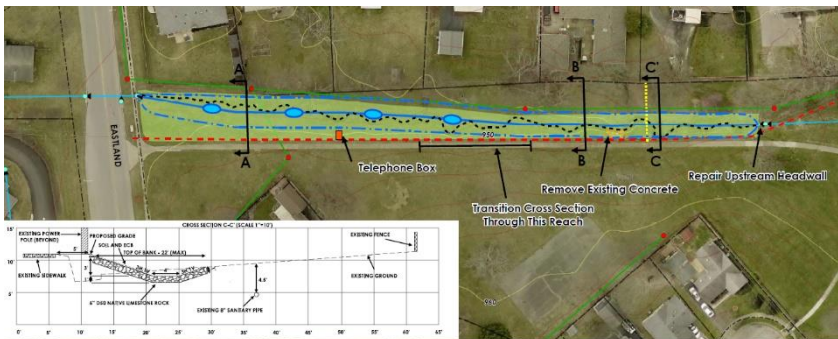 A'
B'
C'
EASTLAND
950
A
Telephone Box
B
C
Remove Existing Concrete
Repair Upstream Headwall
Transition Cross Section
Through This Reach
960
CROSS SECTION C-C' (SCALE 1"=10')
EXISTING POWER
POLE (BEYOND)
PROPOSED GRADE
SOIL AND ECB
TOP OF BANK - 22' (MAX)
EXISTING FENCE
EXISTING SIDEWALK
EXISTING GROUND
4.5'
6" D50 NATIVE LIMESTONE ROCK
EXISTING 8" SANITARY PIPE
15'
10'
5'
0' 5' 10' 15' 20' 25' 30' 35' 40' 45' 50' 55' 60' 65'